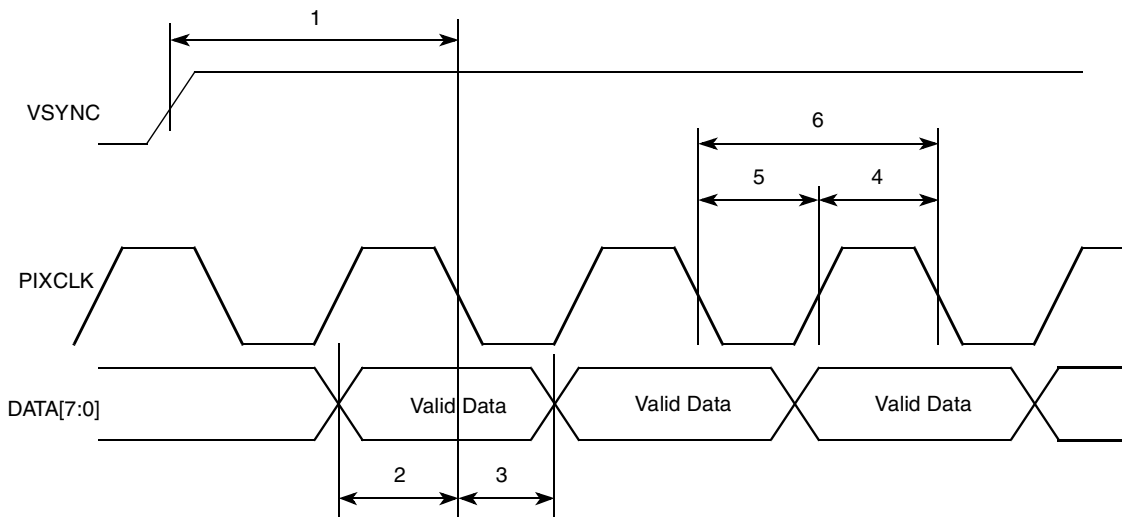 1
VSYNC
6
5
4
PIXCLK
DATA[7:0]
Valid Data
Valid Data
Valid Data
2
3